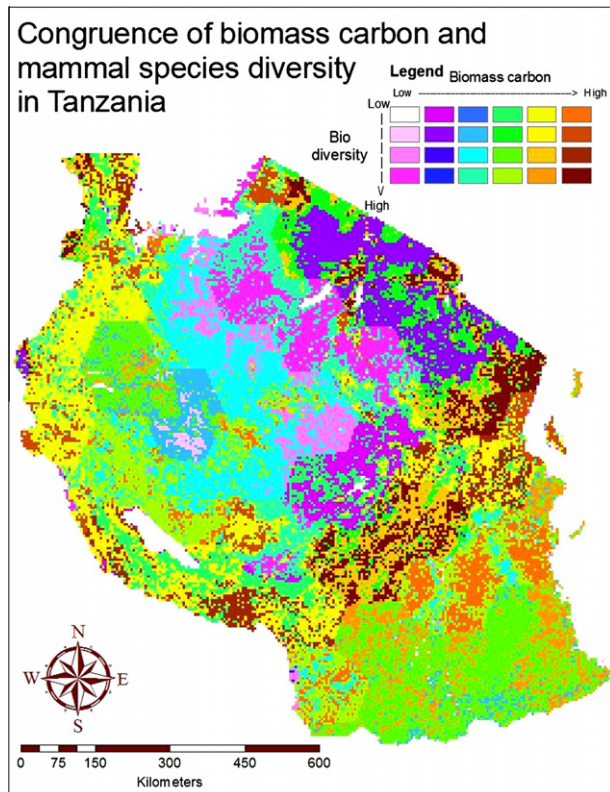 Congruence of biomass carbon and
mammal species diversity
in Tanzania
Legend Biomass carbon
Low High
Low
Bio
diversity
High
N
W E
S
0 75 150 300 450 600
Kilometers